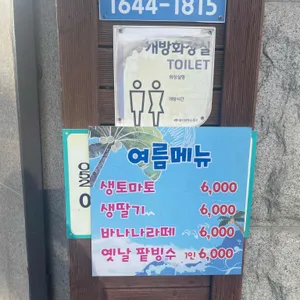 1644-1815
개방화장실
TOILET
여름메뉴
생토마토 6,000
생딸기 6,000
바나나라떼 6,000
옛날 팥빙수 1인 6,000